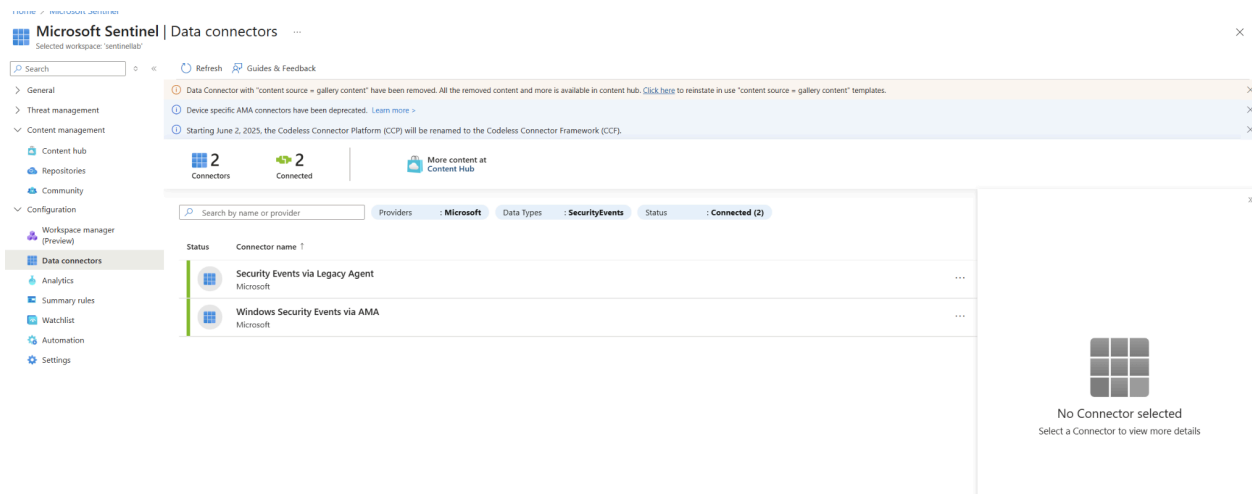 Home > Microsoft Sentinel
Microsoft Sentinel | Data connectors ...
Selected workspace: 'sentinellab'
Search
Refresh
Guides & Feedback
General
Threat management
Content management
Content hub
Repositories
Community
Configuration
Workspace manager
(Preview)
Data connectors
Analytics
Summary rules
Watchlist
Automation
Settings
Data Connector with "content source = gallery content" have been removed. All the removed content and more is available in content hub. Click here to reinstate in use "content source = gallery content" templates.
Device specific AMA connectors have been deprecated. Learn more >
Starting June 2, 2025, the Codeless Connector Platform (CCP) will be renamed to the Codeless Connector Framework (CCF).
2
Connectors
2
Connected
More content at
Content Hub
Search by name or provider
Providers : Microsoft
Data Types : SecurityEvents
Status : Connected (2)
Status Connector name ↑
Security Events via Legacy Agent
Microsoft
Windows Security Events via AMA
Microsoft
No Connector selected
Select a Connector to view more details